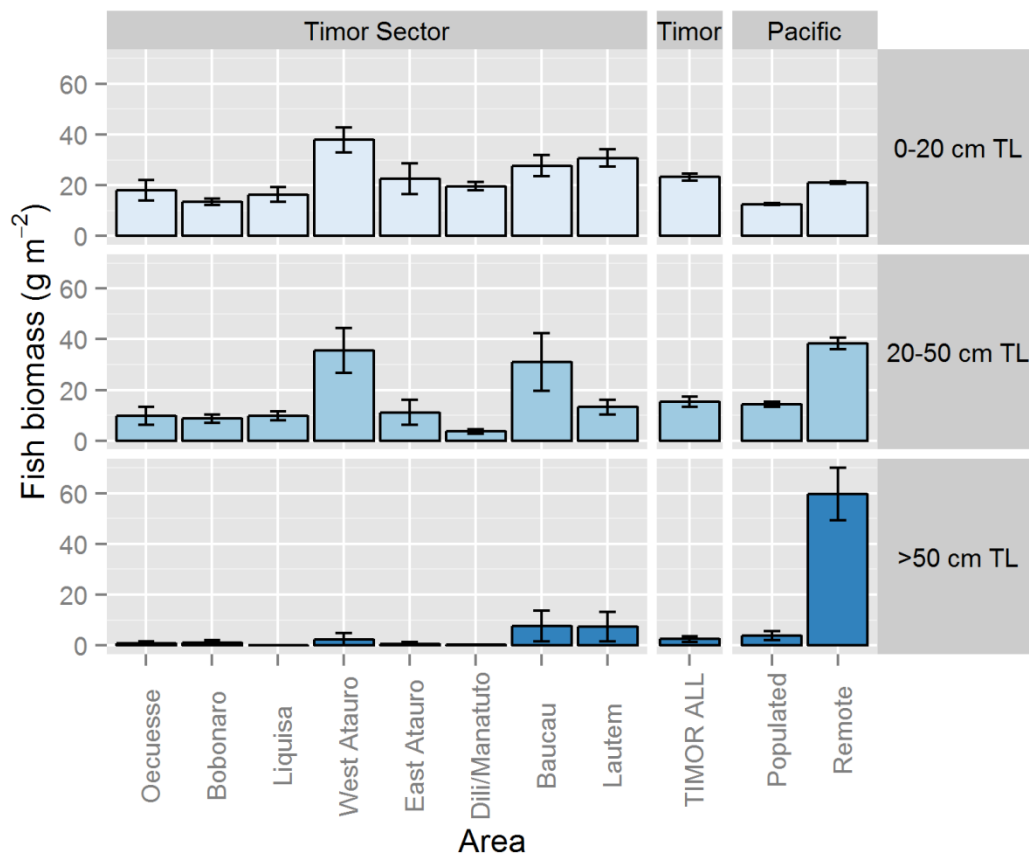 Timor Sector
Timor
Pacific
Fish biomass (g m⁻²)
60
40
20
0
0-20 cm TL
60
40
20
0
20-50 cm TL
60
40
20
0
>50 cm TL
Oecuesse
Bobonaro
Liquisa
West Atauro
East Atauro
Dili/Manatuto
Baucau
Lautem
TIMOR ALL
Populated
Remote
Area